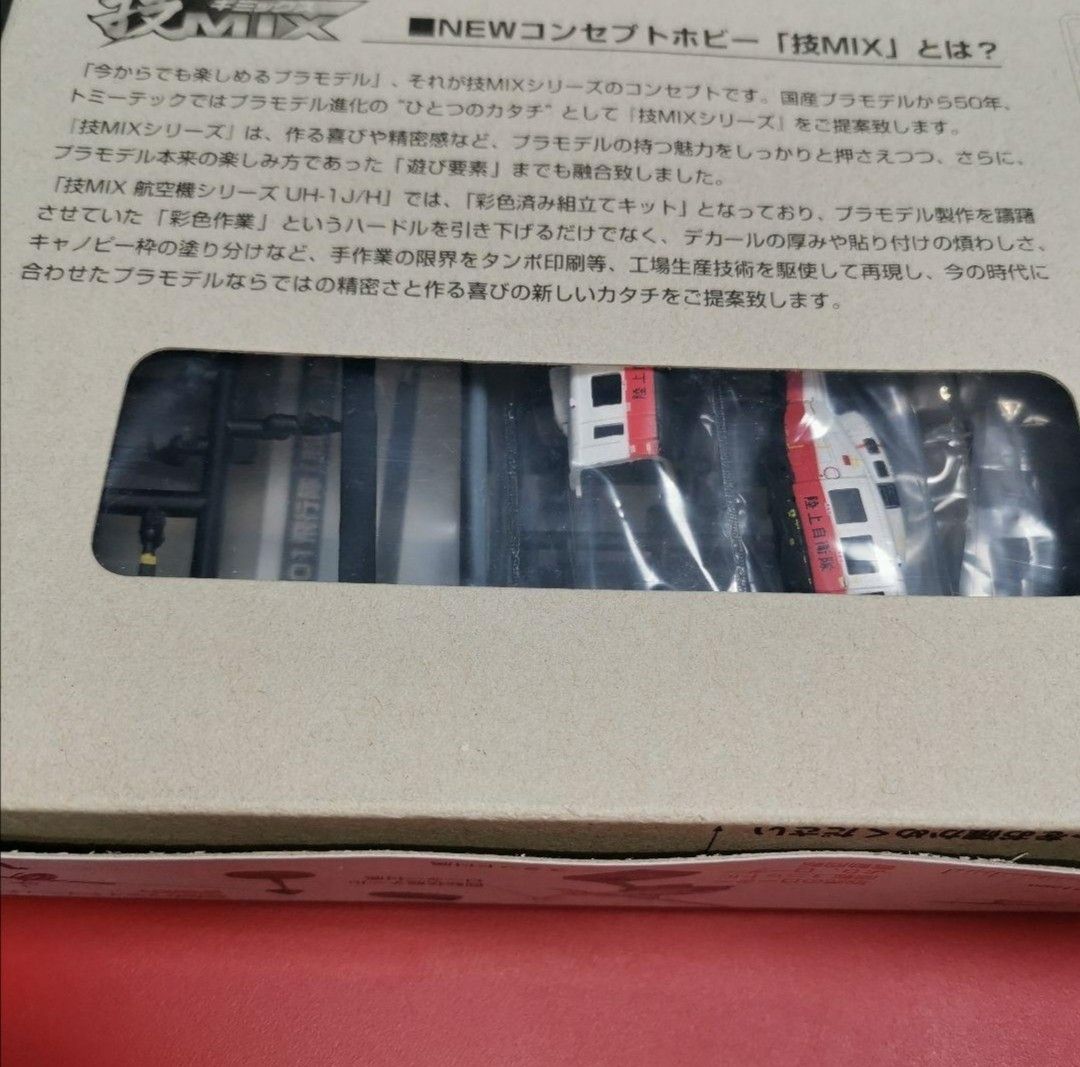 技MIX
ギミックス
■NEWコンセプトホビー「技MIX」とは？
「今からでも楽しめるプラモデル」、それが技MIXシリーズのコンセプトです。国産プラモデルから50年、
トミーテックではプラモデル進化の“ひとつのカタチ”として『技MIXシリーズ』をご提案致します。
『技MIXシリーズ』は、作る喜びや精密感など、プラモデルの持つ魅力をしっかりと押さえつつ、さらに、
プラモデル本来の楽しみ方であった「遊び要素」までも融合致しました。
「技MIX 航空機シリーズ UH-1J/H」では、「彩色済み組立てキット」となっており、プラモデル製作を躊躇
させていた「彩色作業」というハードルを引き下げるだけでなく、デカールの厚みや貼り付けの煩わしさ、
キャノピー枠の塗り分けなど、手作業の限界をタンポ印刷等、工場生産技術を駆使して再現し、今の時代に
合わせたプラモデルならではの精密さと作る喜びの新しいカタチをご提案致します。
陸上自衛隊
をお確かめください